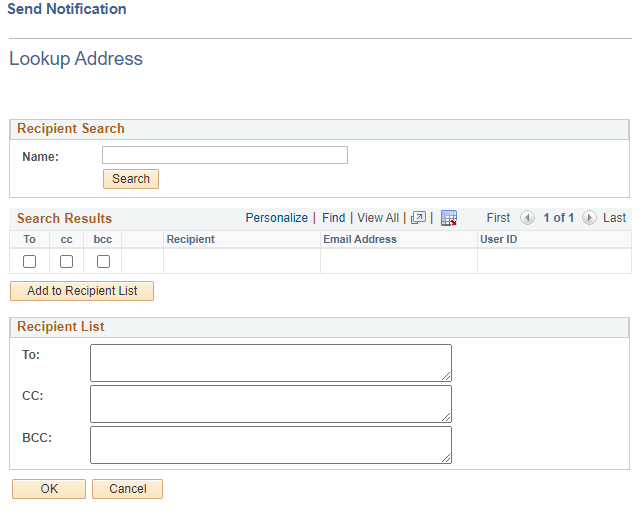 Send Notification
Lookup Address
Recipient Search
Name:
Search
Search Results Personalize | Find | View All | | First 1 of 1 Last
To cc bcc Recipient Email Address User ID
Add to Recipient List
Recipient List
To:
CC:
BCC:
OK Cancel